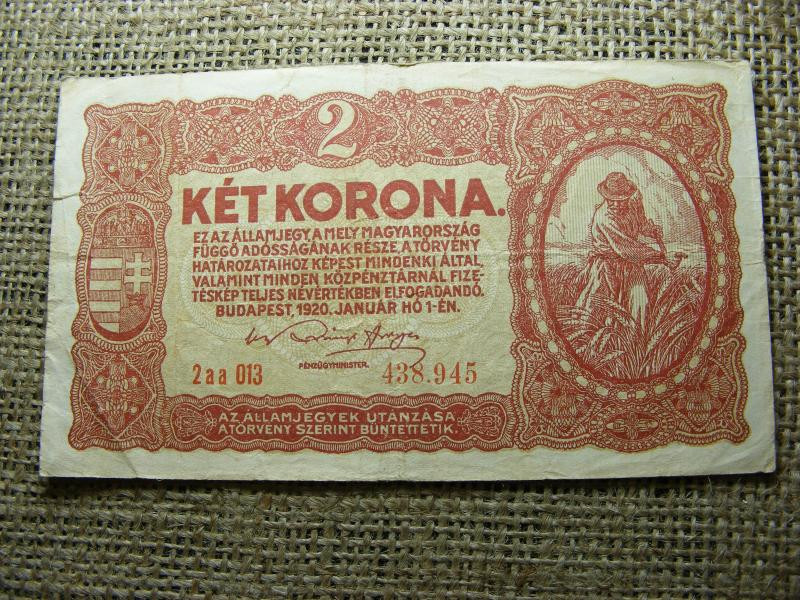 2
KÉT KORONA.
EZ AZ ÁLLAMJEGY, A MELY MAGYARORSZÁG
FÜGGŐ ADÓSSÁGÁNAK RÉSZE, A TÖRVÉNY
HATÁROZATAIHOZ KÉPEST MINDENKI ÁLTAL,
VALAMINT MINDEN KÖZPÉNZTÁRNÁL FIZE-
TÉSKÉP TELJES NÉVÉRTÉKBEN ELFOGADANDÓ.
BUDAPEST, 1920. JANUÁR HÓ 1-ÉN.
PÉNZÜGYMINISTER.
2aa 013 438.945
AZ ÁLLAMJEGYEK UTÁNZÁSA
A TÖRVÉNY SZERINT BÜNTETTETIK.